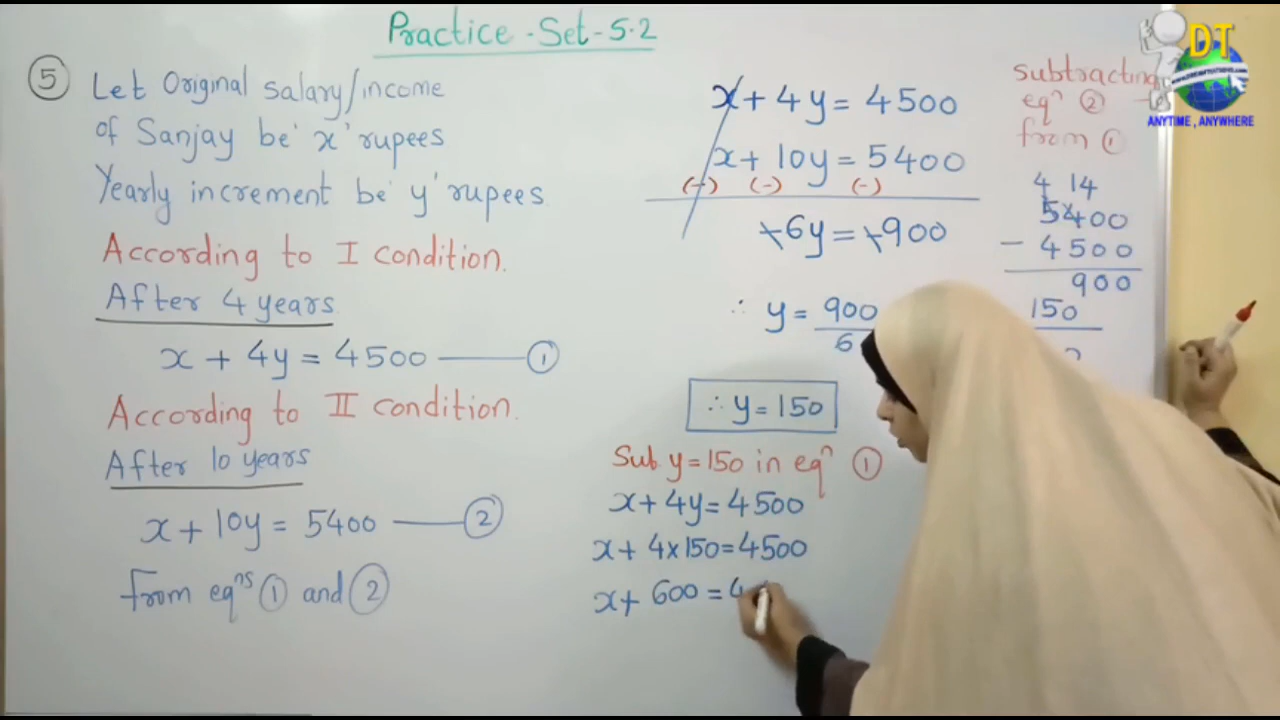 Practice - Set - 5.2
5 Let Original salary/income
of Sanjay be 'x' rupees
Yearly increment be 'y' rupees
According to I condition.
After 4 years
x + 4y = 4500 —— 1
According to II condition.
After 10 years
x + 10y = 5400 —— 2
from eqns 1 and 2
x + 4y = 4500
x + 10y = 5400
(-) (-) (-)
-6y = -900
∴ y = 900
6
∴ y = 150
Sub y=150 in eqn 1
x + 4y = 4500
x + 4×150 = 4500
x + 600 = 4
subtracting
eqn 2
from 1
4 14
5400
- 4500
900
150
DT
ANYTIME, ANYWHERE